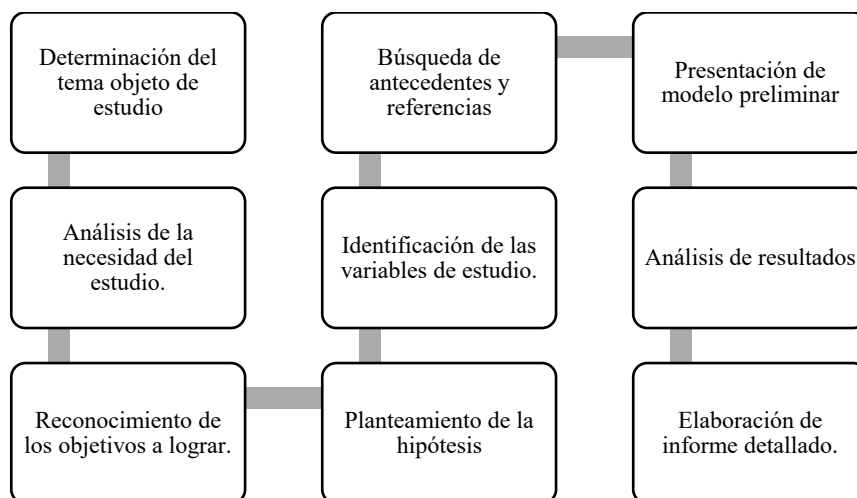 Determinación del
tema objeto de
estudio
Análisis de la
necesidad del
estudio.
Reconocimiento de
los objetivos a lograr.
Planteamiento de la
hipótesis
Identificación de las
variables de estudio.
Búsqueda de
antecedentes y
referencias
Presentación de
modelo preliminar
Análisis de resultados
Elaboración de
informe detallado.